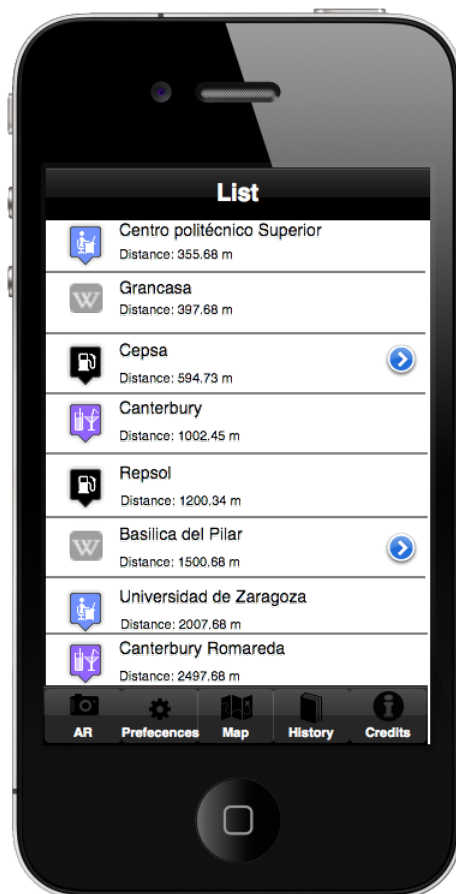 List
Centro politécnico Superior
Distance: 355.68 m
W
Grancasa
Distance: 397.68 m
Cepsa
Distance: 594.73 m
Canterbury
Distance: 1002.45 m
Repsol
Distance: 1200.34 m
W
Basilica del Pilar
Distance: 1500.68 m
Universidad de Zaragoza
Distance: 2007.68 m
Canterbury Romareda
Distance: 2497.68 m
AR Prefecences Map History Credits